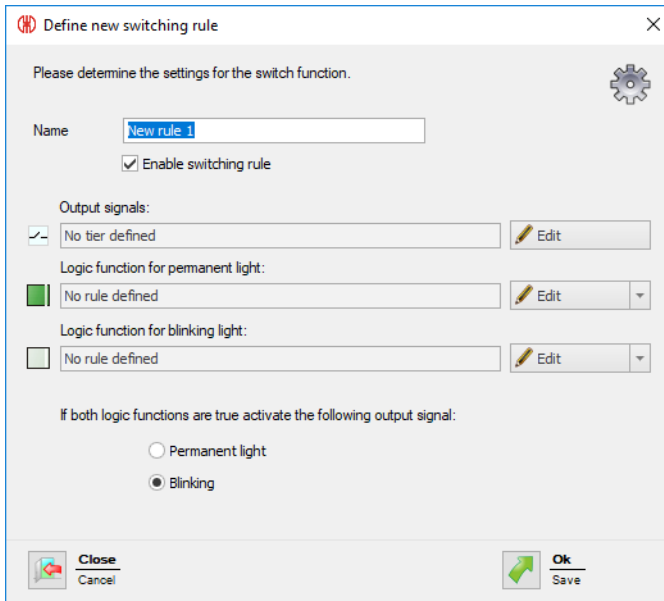 Define new switching rule
Please determine the settings for the switch function.
Name
New rule 1
Enable switching rule
Output signals:
No tier defined
Edit
Logic function for permanent light:
No rule defined
Edit
Logic function for blinking light:
No rule defined
Edit
If both logic functions are true activate the following output signal:
Permanent light
Blinking
Close
Cancel
Ok
Save